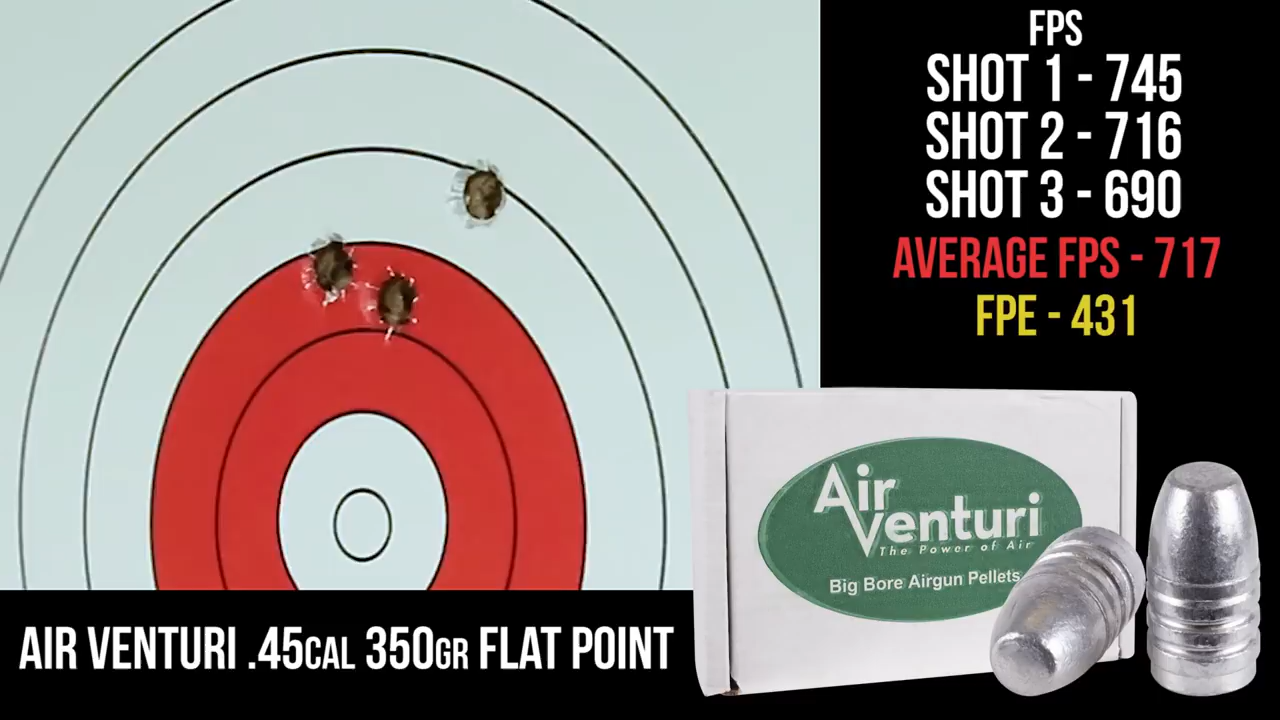 FPS
SHOT 1 - 745
SHOT 2 - 716
SHOT 3 - 690
AVERAGE FPS - 717
FPE - 431
Air
Venturi
The Power of Air
Big Bore Airgun Pellets
AIR VENTURI .45CAL 350GR FLAT POINT